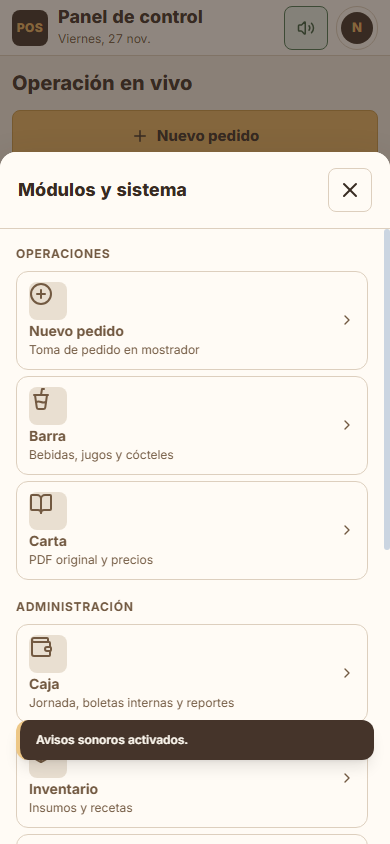 POS
Panel de control
Viernes, 27 nov.
N
Operación en vivo
Nuevo pedido
Módulos y sistema
OPERACIONES
Nuevo pedido
Toma de pedido en mostrador
Barra
Bebidas, jugos y cócteles
Carta
PDF original y precios
ADMINISTRACIÓN
Caja
Jornada, boletas internas y reportes
Avisos sonoros activados.
Inventario
Insumos y recetas